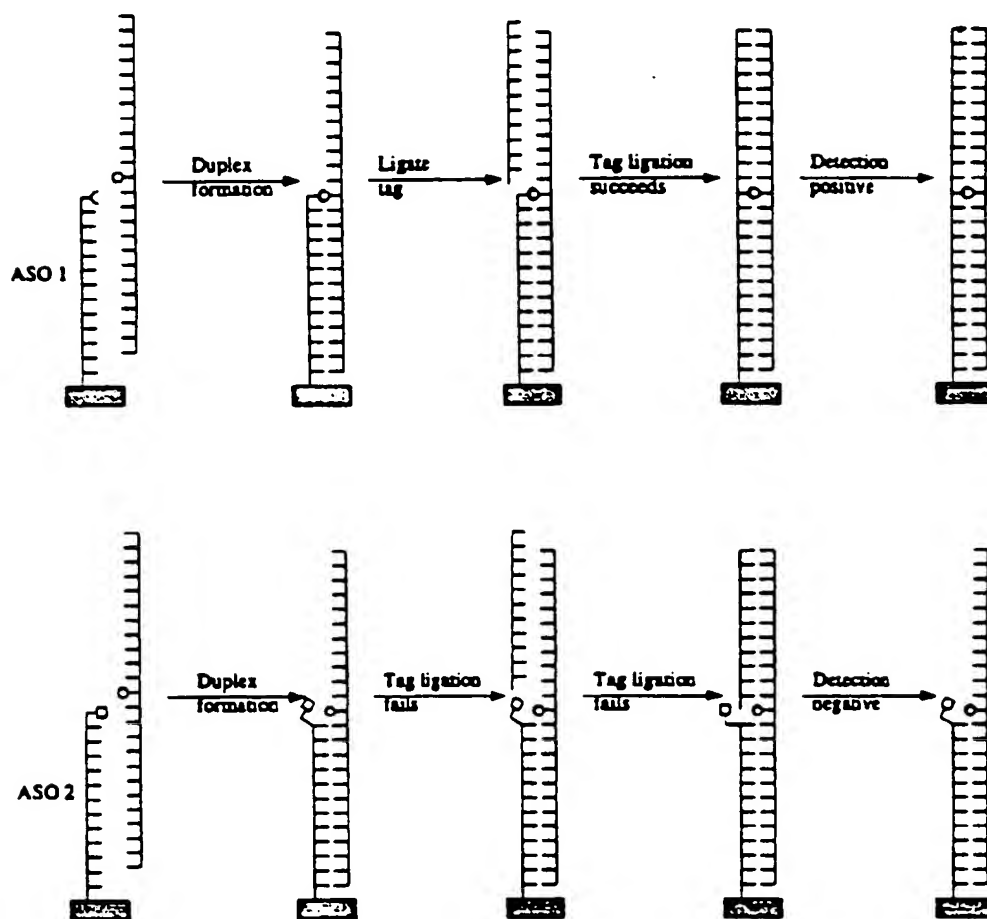 Duplex
formation
Ligate
tag
Tag ligation
succeeds
Detection
positive
ASO 1
Duplex
formation
Tag ligation
fails
Tag ligation
fails
Detection
negative
ASO 2